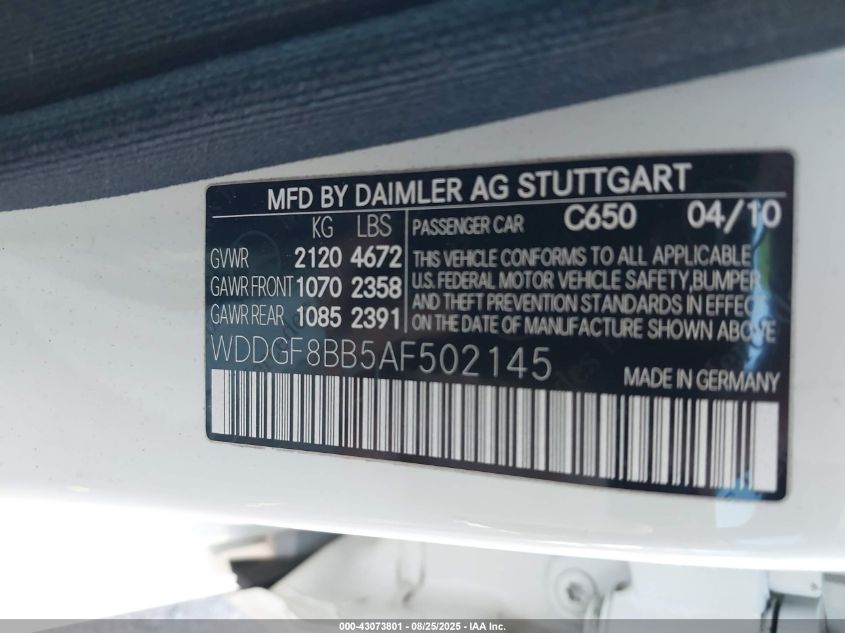 MFD BY DAIMLER AG STUTTGART
KG LBS
GVWR 2120 4672
GAWR FRONT 1070 2358
GAWR REAR 1085 2391
PASSENGER CAR C650 04/10
THIS VEHICLE CONFORMS TO ALL APPLICABLE
U.S. FEDERAL MOTOR VEHICLE SAFETY, BUMPER
AND THEFT PREVENTION STANDARDS IN EFFECT
ON THE DATE OF MANUFACTURE SHOWN ABOVE
WDDGF8BB5AF502145
MADE IN GERMANY
000-43073801 / 08/25/2025 - IAA Inc.